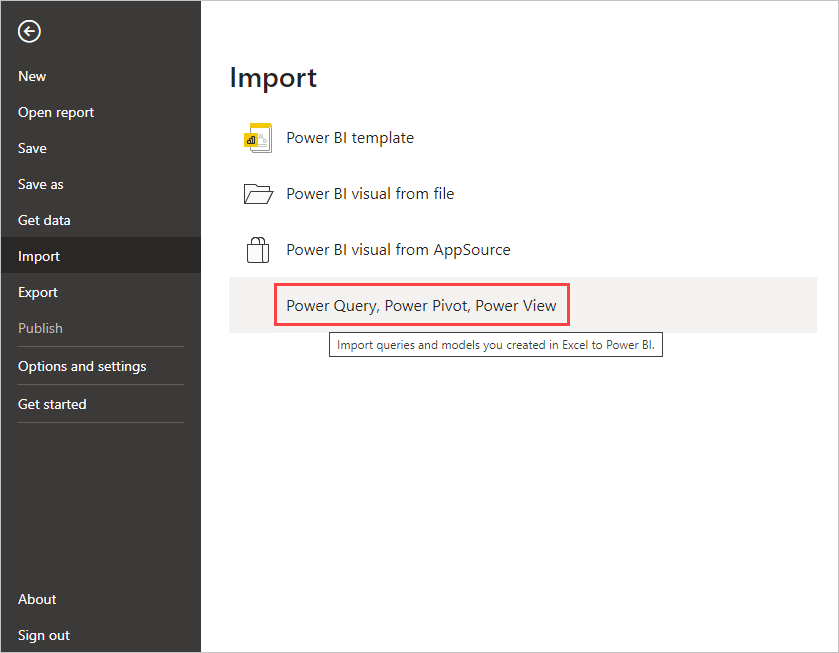 New
Open report
Save
Save as
Get data
Import
Export
Publish
Options and settings
Get started
About
Sign out
Import
Power BI template
Power BI visual from file
Power BI visual from AppSource
Power Query, Power Pivot, Power View
Import queries and models you created in Excel to Power BI.